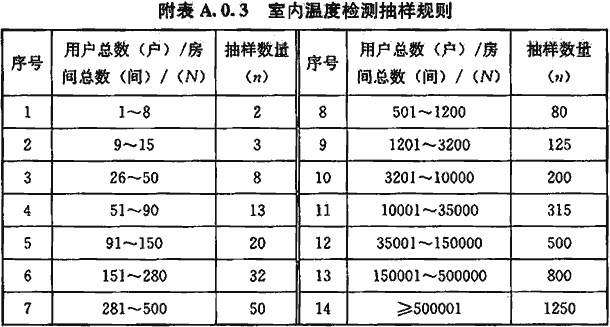 附表 A.0.3 室内温度检测抽样规则
序号 用户总数（户）/房间总数（间）/（N） 抽样数量（n） 序号 用户总数（户）/房间总数（间）/（N） 抽样数量（n）
1 1～8 2 8 501～1200 80
2 9～15 3 9 1201～3200 125
3 26～50 8 10 3201～10000 200
4 51～90 13 11 10001～35000 315
5 91～150 20 12 35001～150000 500
6 151～280 32 13 150001～500000 800
7 281～500 50 14 ⩾500001 1250